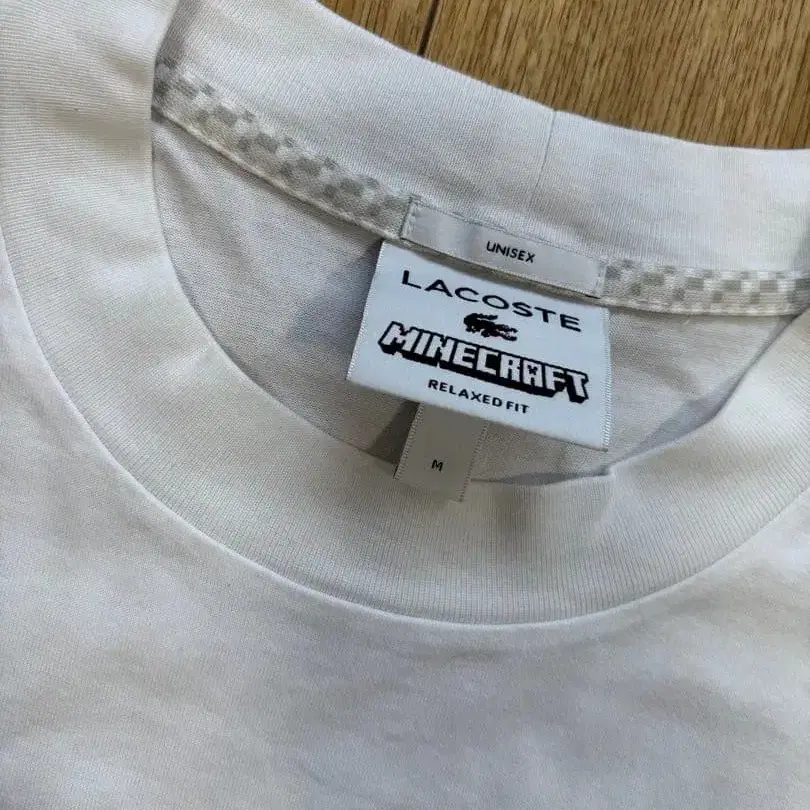 UNISEX
LACOSTE
MINECRAFT
RELAXED FIT
M